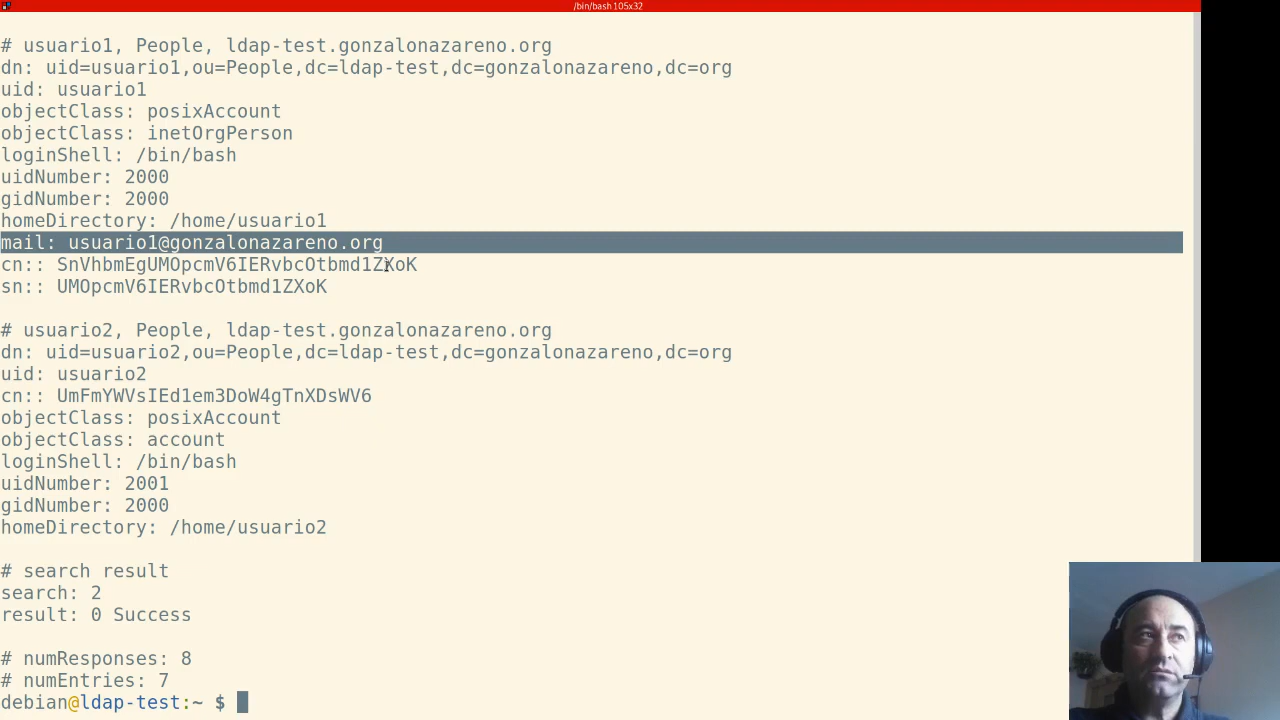 /bin/bash 105x32
# usuario1, People, ldap-test.gonzalonazareno.org
dn: uid=usuario1,ou=People,dc=ldap-test,dc=gonzalonazareno,dc=org
uid: usuario1
objectClass: posixAccount
objectClass: inetOrgPerson
loginShell: /bin/bash
uidNumber: 2000
gidNumber: 2000
homeDirectory: /home/usuario1
mail: usuario1@gonzalonazareno.org
cn:: SnVhbmEgUMOpcmV6IERvbcOtbmd1ZXoK
sn:: UMOpcmV6IERvbcOtbmd1ZXoK
# usuario2, People, ldap-test.gonzalonazareno.org
dn: uid=usuario2,ou=People,dc=ldap-test,dc=gonzalonazareno,dc=org
uid: usuario2
cn:: UmFmYWVsIEd1em3DoW4gTnXDsWV6
objectClass: posixAccount
objectClass: account
loginShell: /bin/bash
uidNumber: 2001
gidNumber: 2000
homeDirectory: /home/usuario2
# search result
search: 2
result: 0 Success
# numResponses: 8
# numEntries: 7
debian@ldap-test:~ $